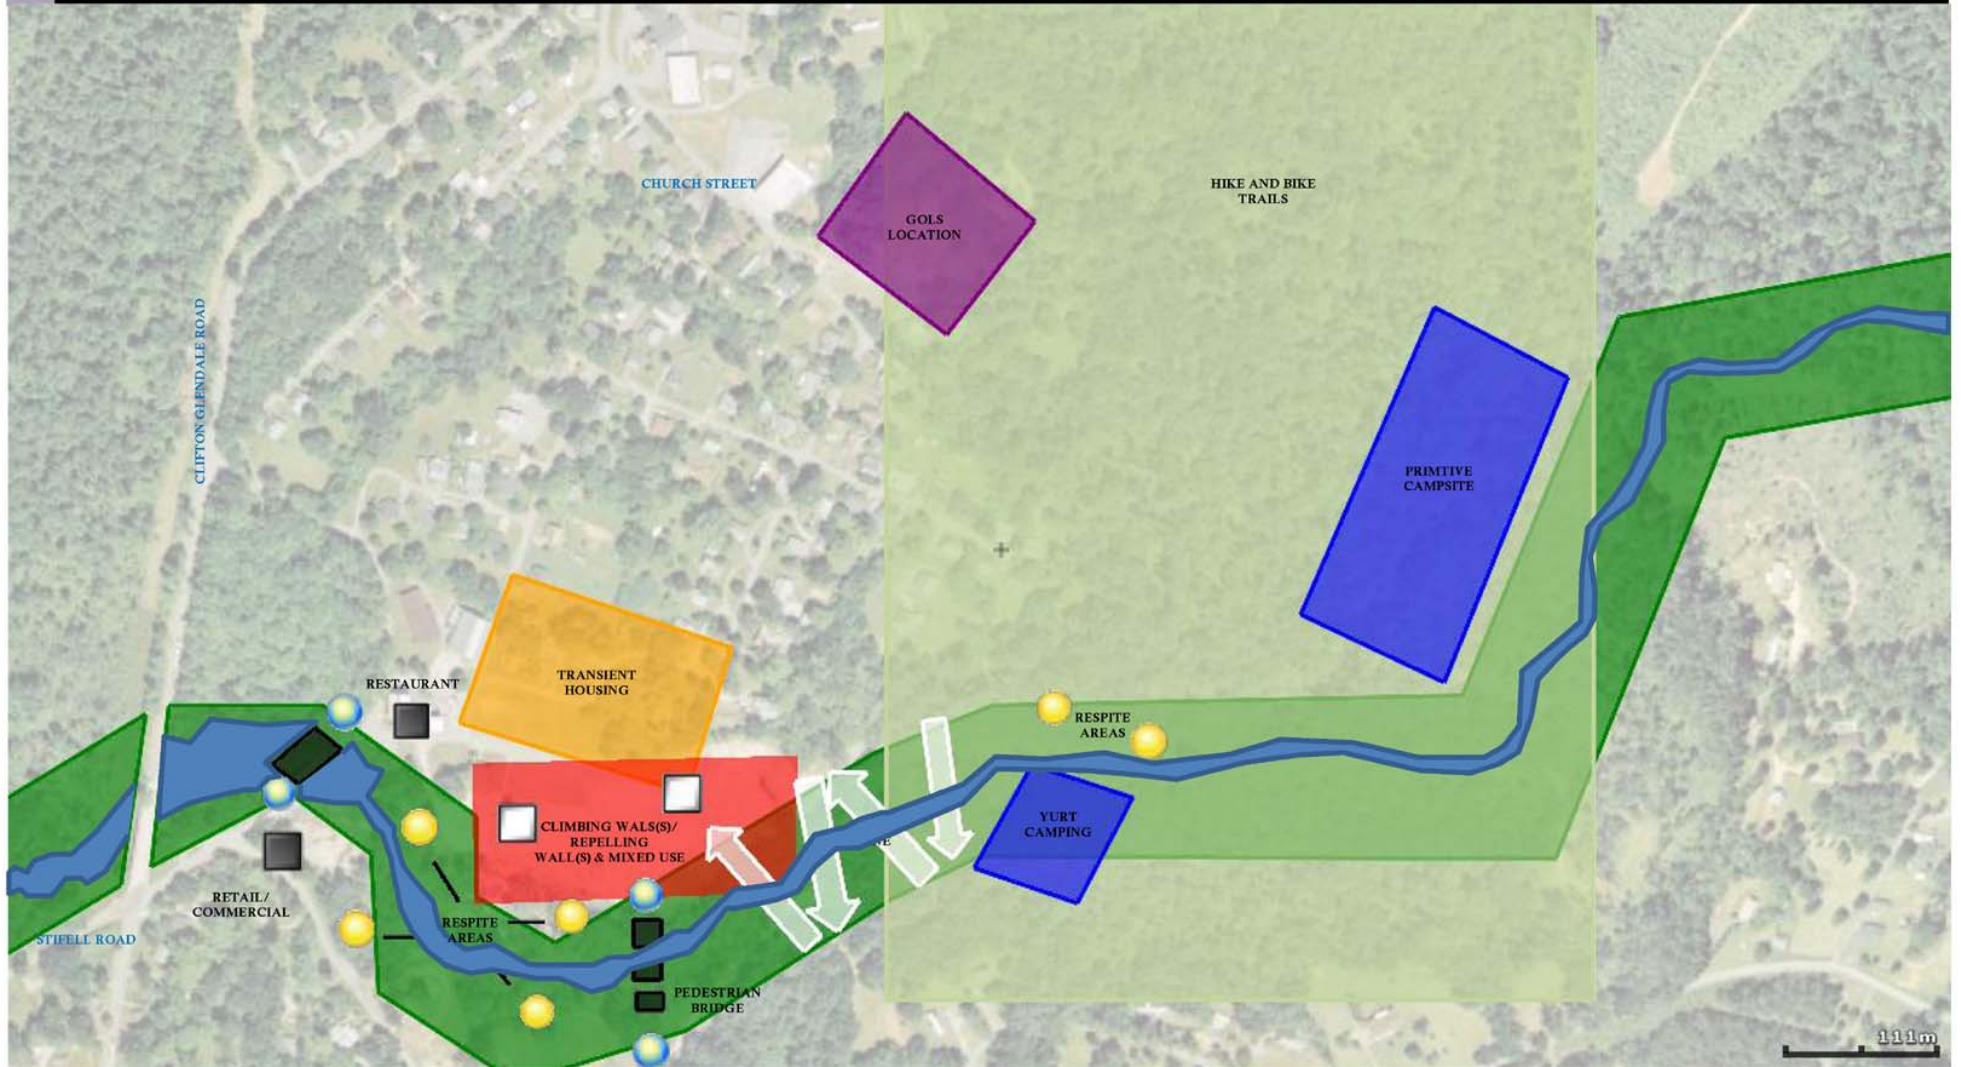 CHURCH STREET
HIKE AND BIKE
TRAILS
GOLS
LOCATION
CLIFTON GLENDALE ROAD
PRIMTIVE
CAMPSITE
TRANSIENT
HOUSING
RESTAURANT
RESPITE
AREAS
CLIMBING WALS(S)/
REPELLING
WALL(S) & MIXED USE
YURT
CAMPING
RETAIL/
COMMERCIAL
RESPITE
AREAS
STIFELL ROAD
PEDESTRIAN
BRIDGE
111m